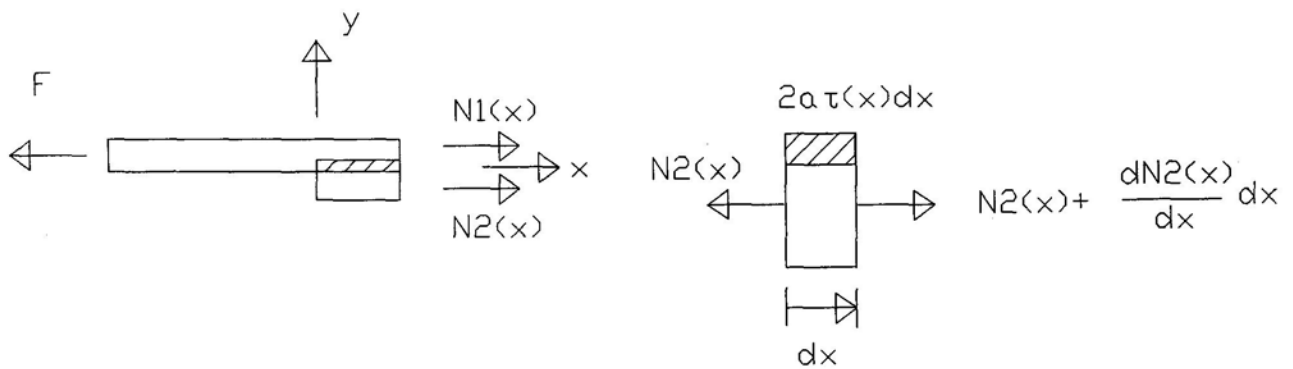 y
F
N1(x)
x
N2(x)
2aτ(x)dx
N2(x)
N2(x)+ dN2(x)/dx dx
dx